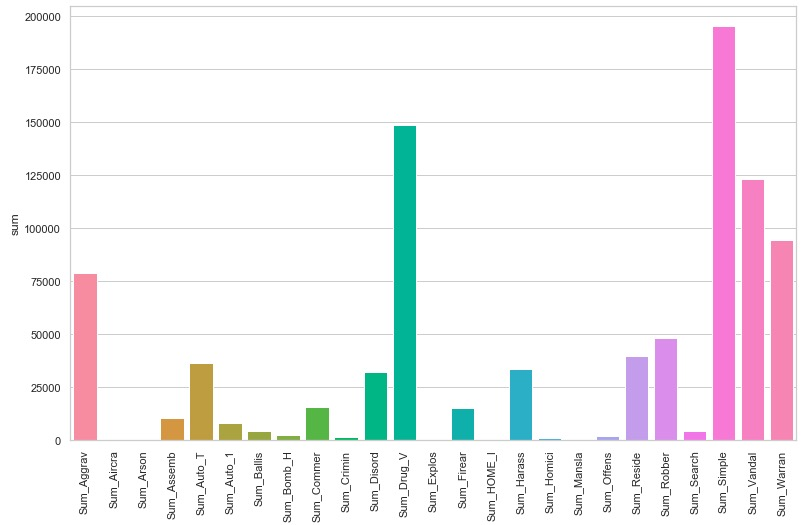 200000
175000
150000
125000
100000
75000
50000
25000
0
sum
Sum_Aggrav
Sum_Aircra
Sum_Arson
Sum_Assemb
Sum_Auto_T
Sum_Auto_1
Sum_Ballis
Sum_Bomb_H
Sum_Commer
Sum_Crimin
Sum_Disord
Sum_Drug_V
Sum_Explos
Sum_Firear
Sum_HOME_I
Sum_Harass
Sum_Homici
Sum_Mansla
Sum_Offens
Sum_Reside
Sum_Robber
Sum_Search
Sum_Simple
Sum_Vandal
Sum_Warran